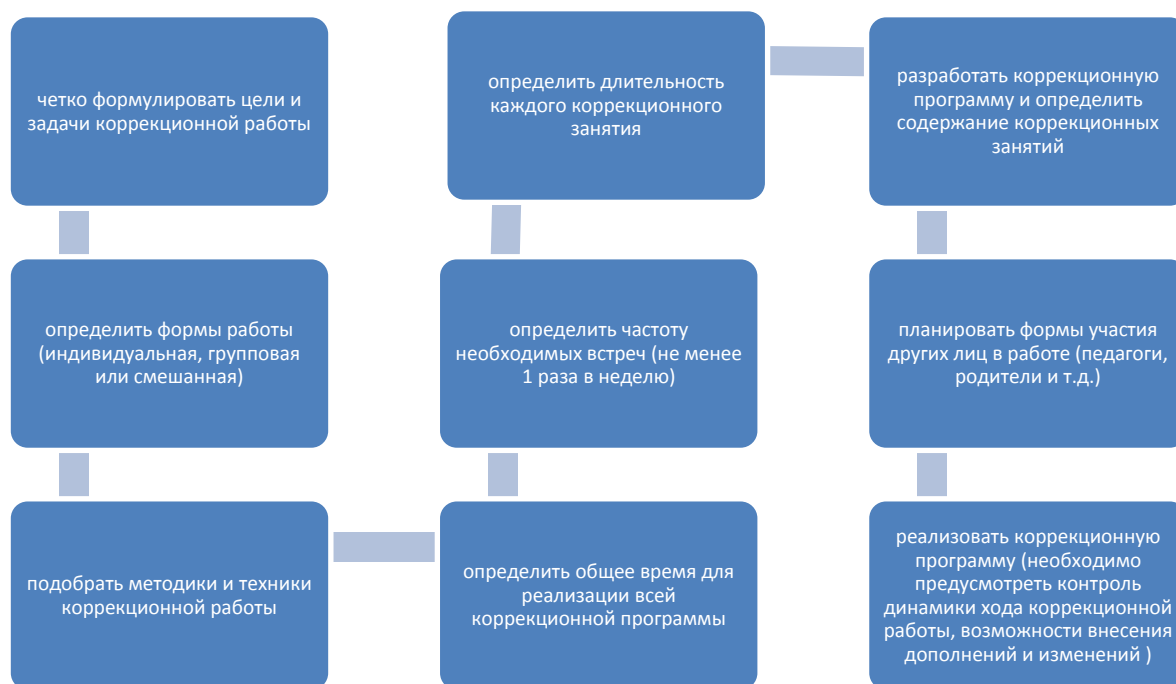 четко формулировать цели и
задачи коррекционной работы
определить формы работы
(индивидуальная, групповая
или смешанная)
подобрать методики и техники
коррекционной работы
определить общее время для
реализации всей
коррекционной программы
определить частоту
необходимых встреч (не менее
1 раза в неделю)
определить длительность
каждого коррекционного
занятия
разработать коррекционную
программу и определить
содержание коррекционных
занятий
планировать формы участия
других лиц в работе (педагоги,
родители и т.д.)
реализовать коррекционную
программу (необходимо
предусмотреть контроль
динамики хода коррекционной
работы, возможности внесения
дополнений и изменений )